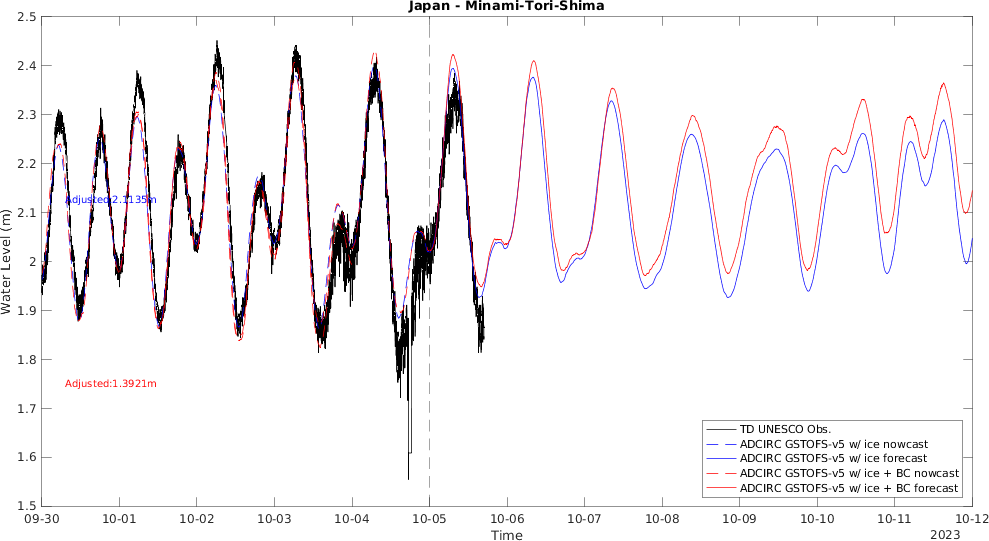 Japan - Minami-Tori-Shima
2.5
2.4
2.3
2.2
2.1
2
1.9
1.8
1.7
1.6
1.5
Water Level (m)
Adjusted:2.1135m
Adjusted:1.3921m
TD UNESCO Obs.
ADCIRC GSTOFS-v5 w/ ice nowcast
ADCIRC GSTOFS-v5 w/ ice forecast
ADCIRC GSTOFS-v5 w/ ice + BC nowcast
ADCIRC GSTOFS-v5 w/ ice + BC forecast
09-30 10-01 10-02 10-03 10-04 10-05 10-06 10-07 10-08 10-09 10-10 10-11 10-12
Time
2023